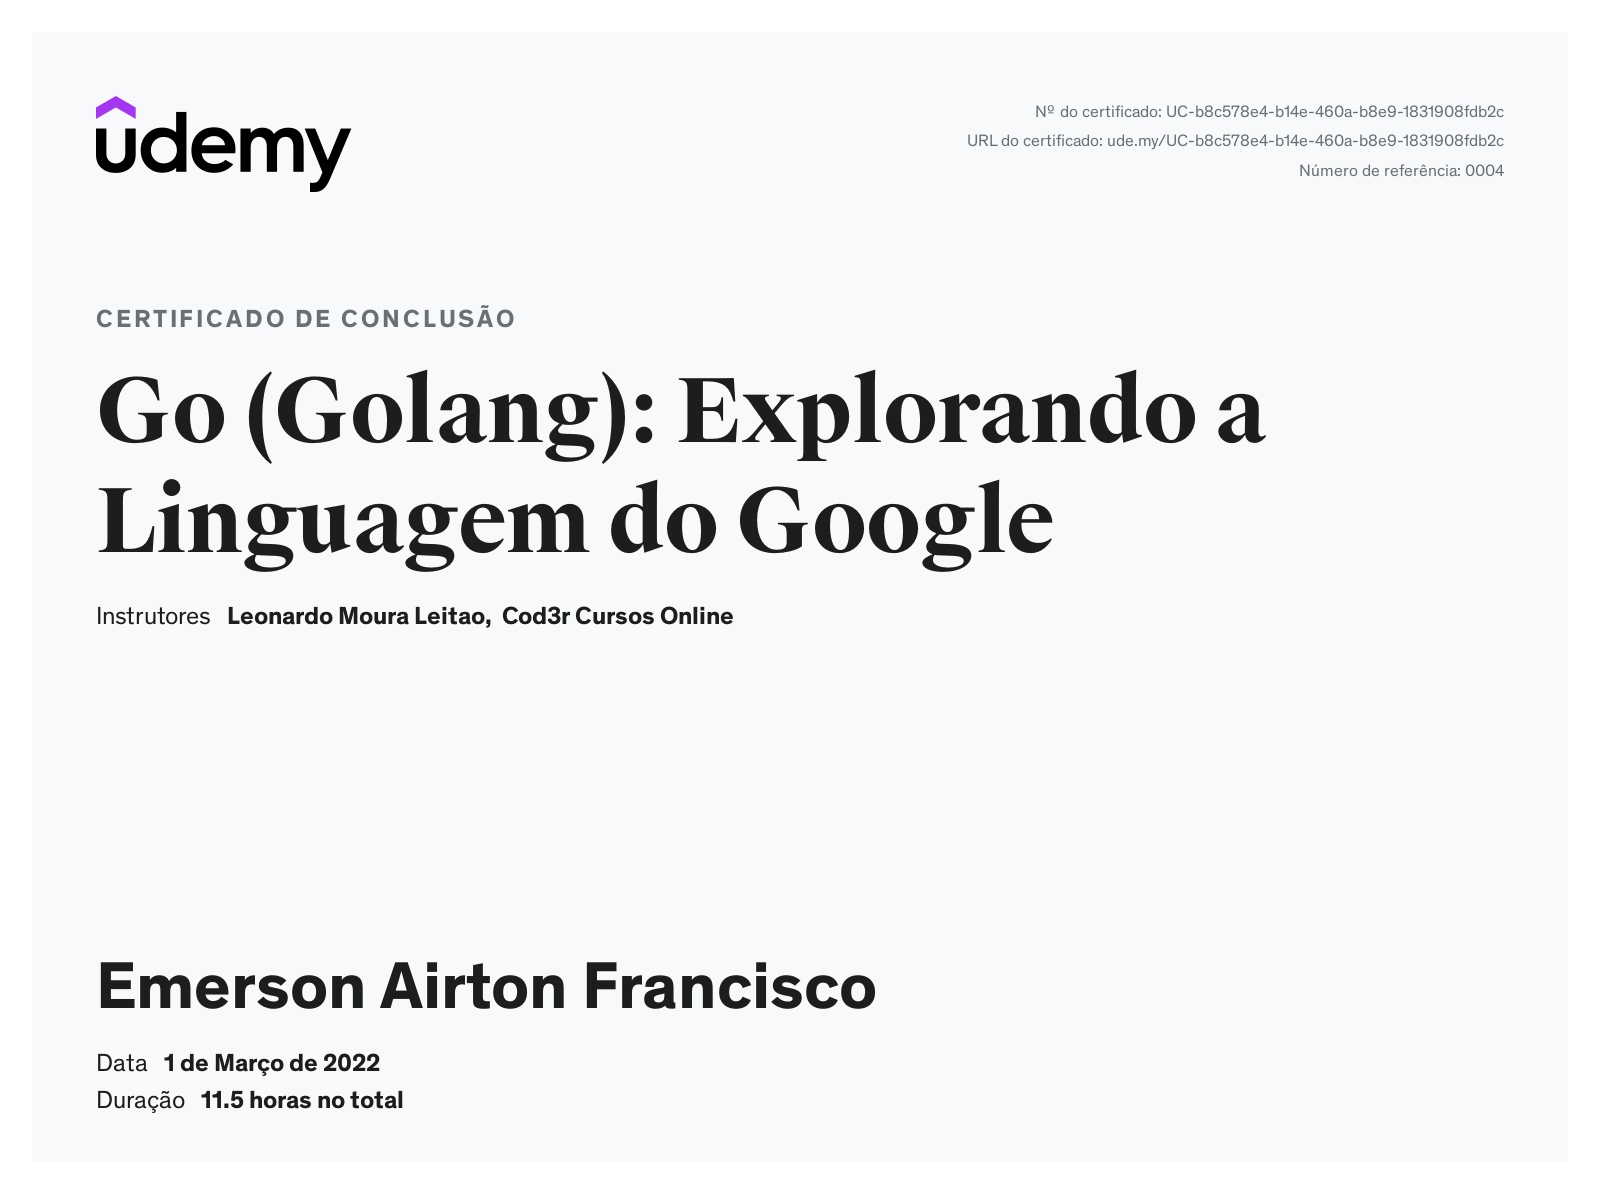 udemy
Nº do certificado: UC-b8c578e4-b14e-460a-b8e9-1831908fdb2c
URL do certificado: ude.my/UC-b8c578e4-b14e-460a-b8e9-1831908fdb2c
Número de referência: 0004
CERTIFICADO DE CONCLUSÃO
Go (Golang): Explorando a
Linguagem do Google
Instrutores Leonardo Moura Leitao, Cod3r Cursos Online
Emerson Airton Francisco
Data 1 de Março de 2022
Duração 11.5 horas no total